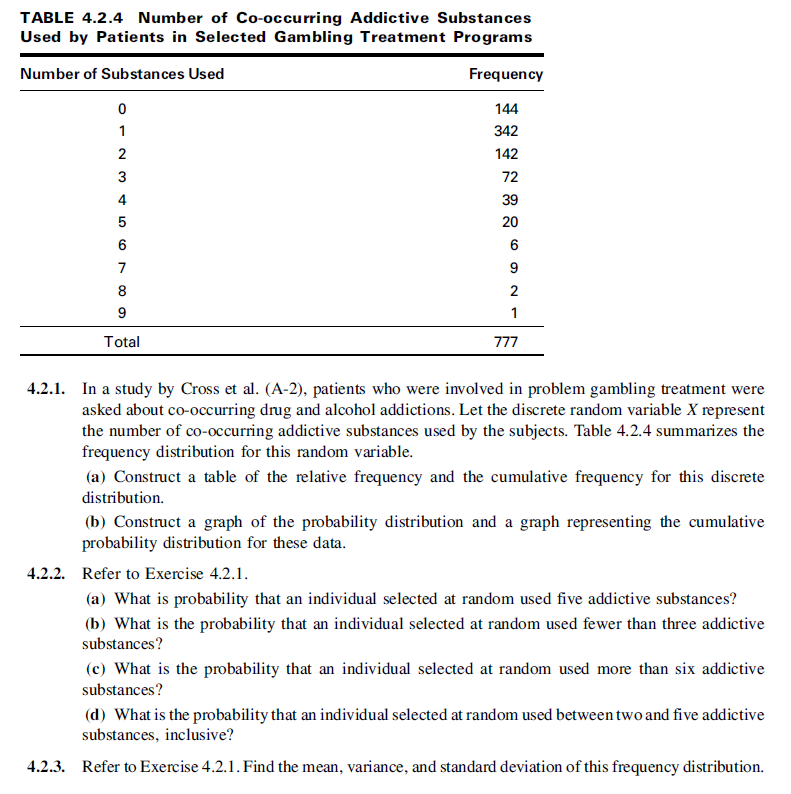 TABLE 4.2.4 Number of Co-occurring Addictive Substances
Used by Patients in Selected Gambling Treatment Programs
Number of Substances Used Frequency
0 144
1 342
2 142
3 72
4 39
5 20
6 6
7 9
8 2
9 1
Total 777
4.2.1. In a study by Cross et al. (A-2), patients who were involved in problem gambling treatment were
asked about co-occurring drug and alcohol addictions. Let the discrete random variable X represent
the number of co-occurring addictive substances used by the subjects. Table 4.2.4 summarizes the
frequency distribution for this random variable.
(a) Construct a table of the relative frequency and the cumulative frequency for this discrete
distribution.
(b) Construct a graph of the probability distribution and a graph representing the cumulative
probability distribution for these data.
4.2.2. Refer to Exercise 4.2.1.
(a) What is probability that an individual selected at random used five addictive substances?
(b) What is the probability that an individual selected at random used fewer than three addictive
substances?
(c) What is the probability that an individual selected at random used more than six addictive
substances?
(d) What is the probability that an individual selected at random used between two and five addictive
substances, inclusive?
4.2.3. Refer to Exercise 4.2.1. Find the mean, variance, and standard deviation of this frequency distribution.